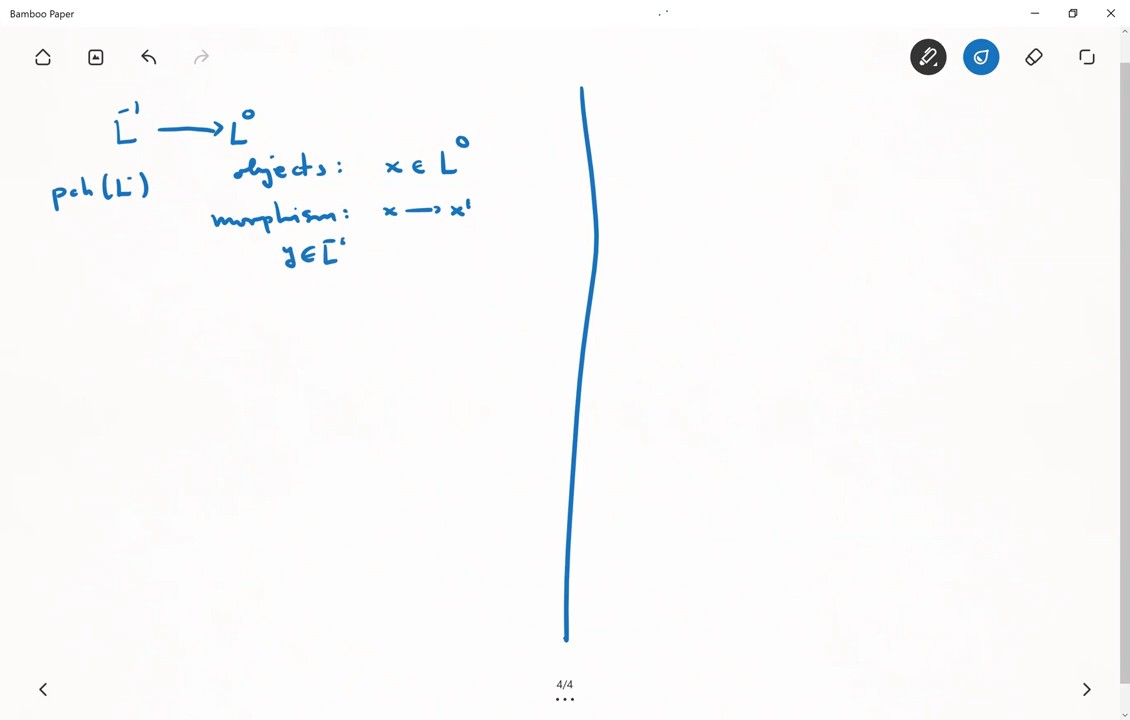 Bamboo Paper
L⁻¹ ⟶ L⁰
objects: x ∈ L⁰
pch(L˙)
morphism: x ⟶ x'
y ∈ L⁻¹
4/4